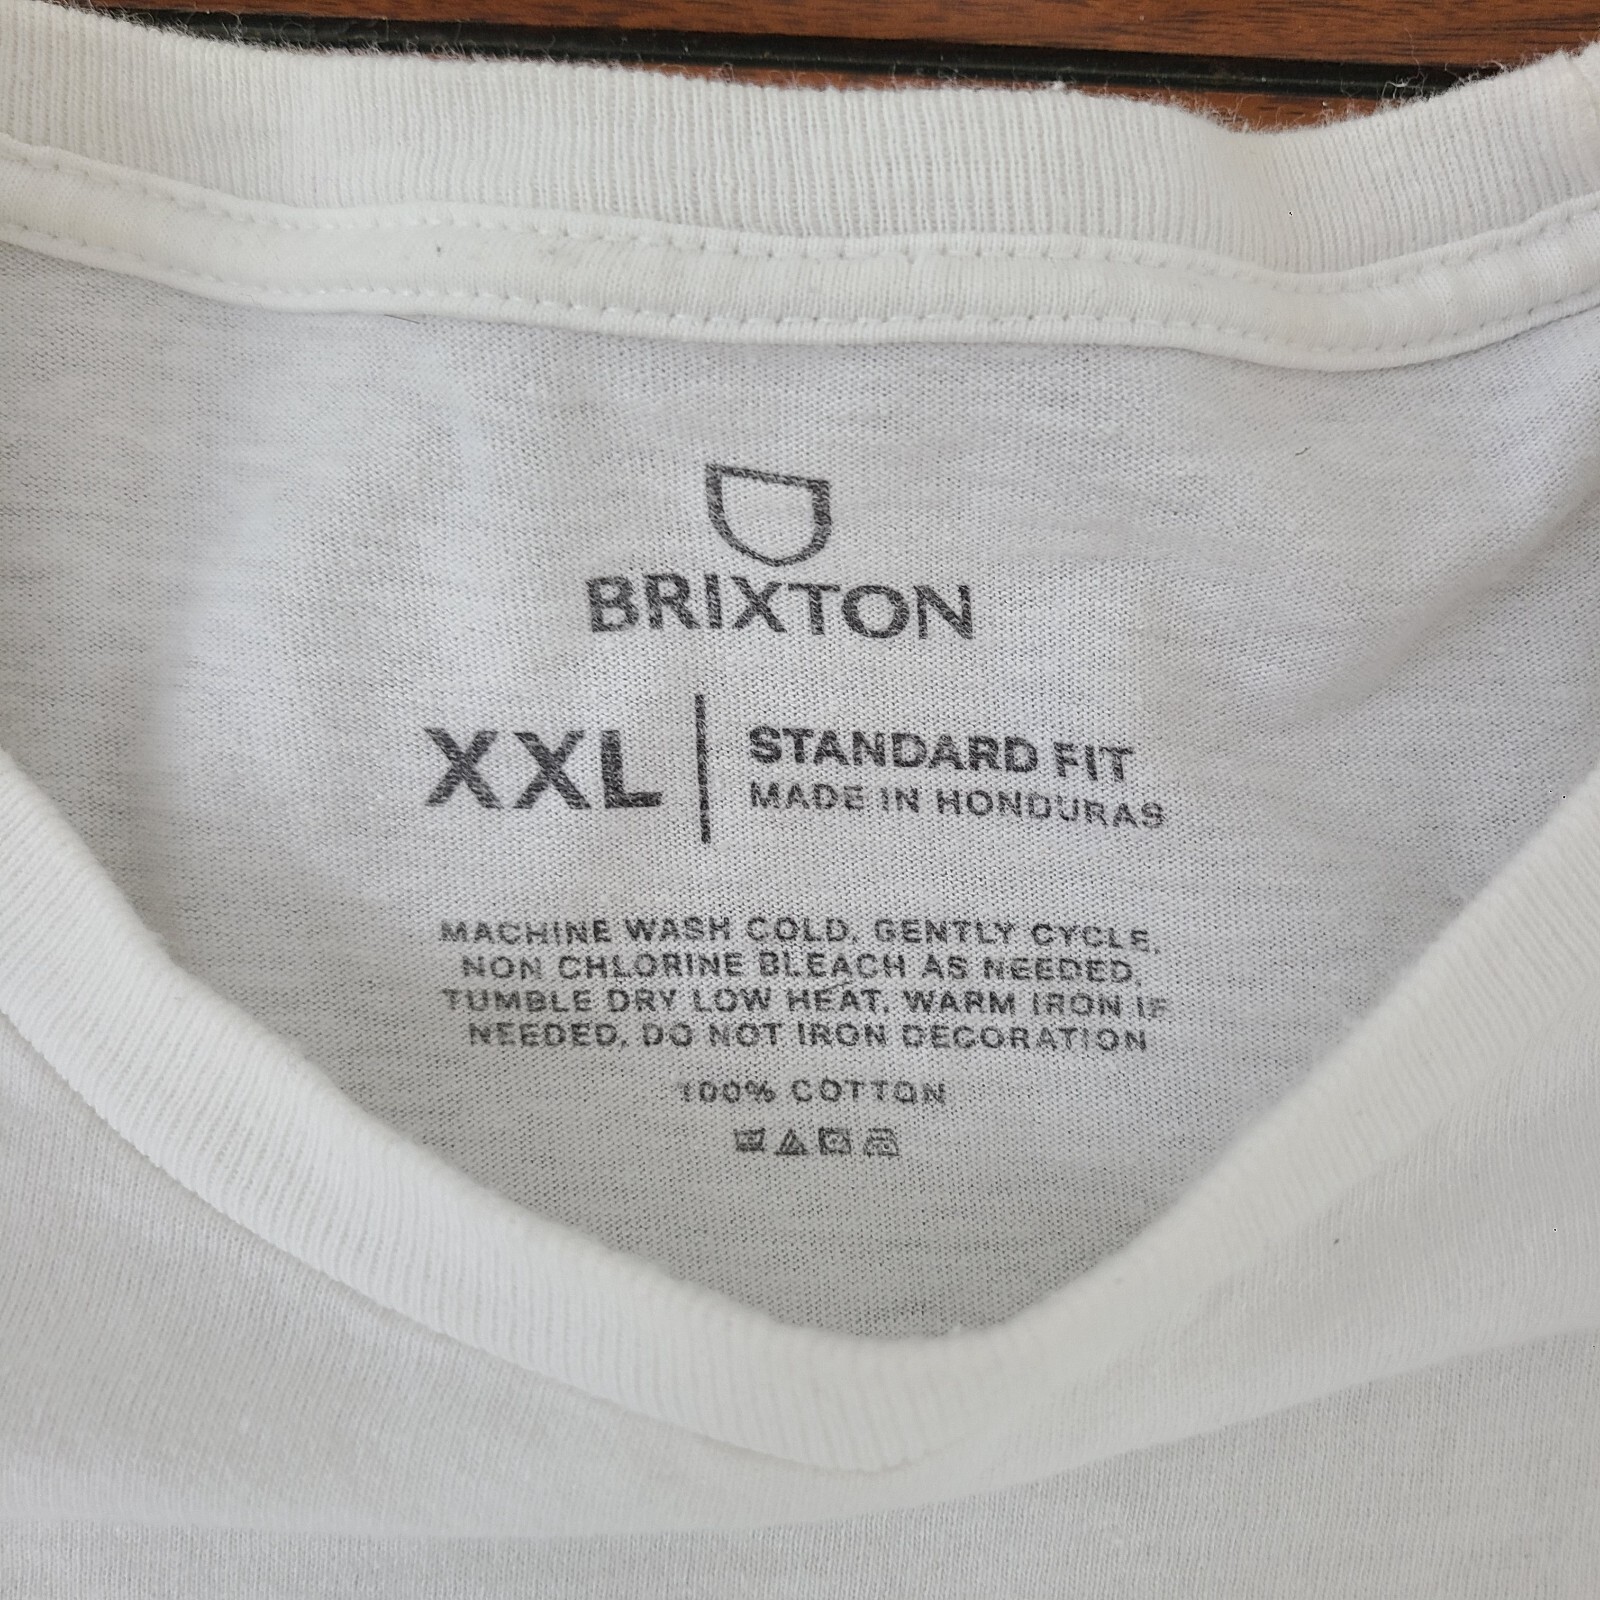 BRIXTON
XXL
STANDARD FIT
MADE IN HONDURAS
MACHINE WASH COLD, GENTLY CYCLE,
NON CHLORINE BLEACH AS NEEDED,
TUMBLE DRY LOW HEAT, WARM IRON IF
NEEDED, DO NOT IRON DECORATION
100% COTTON